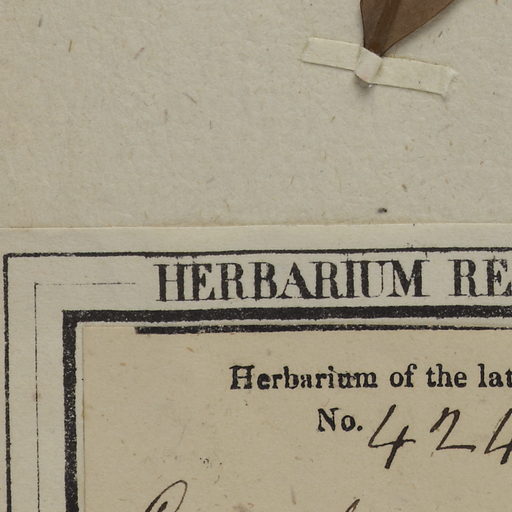 HERBARIUM RE
Herbarium of the lat
No. 424